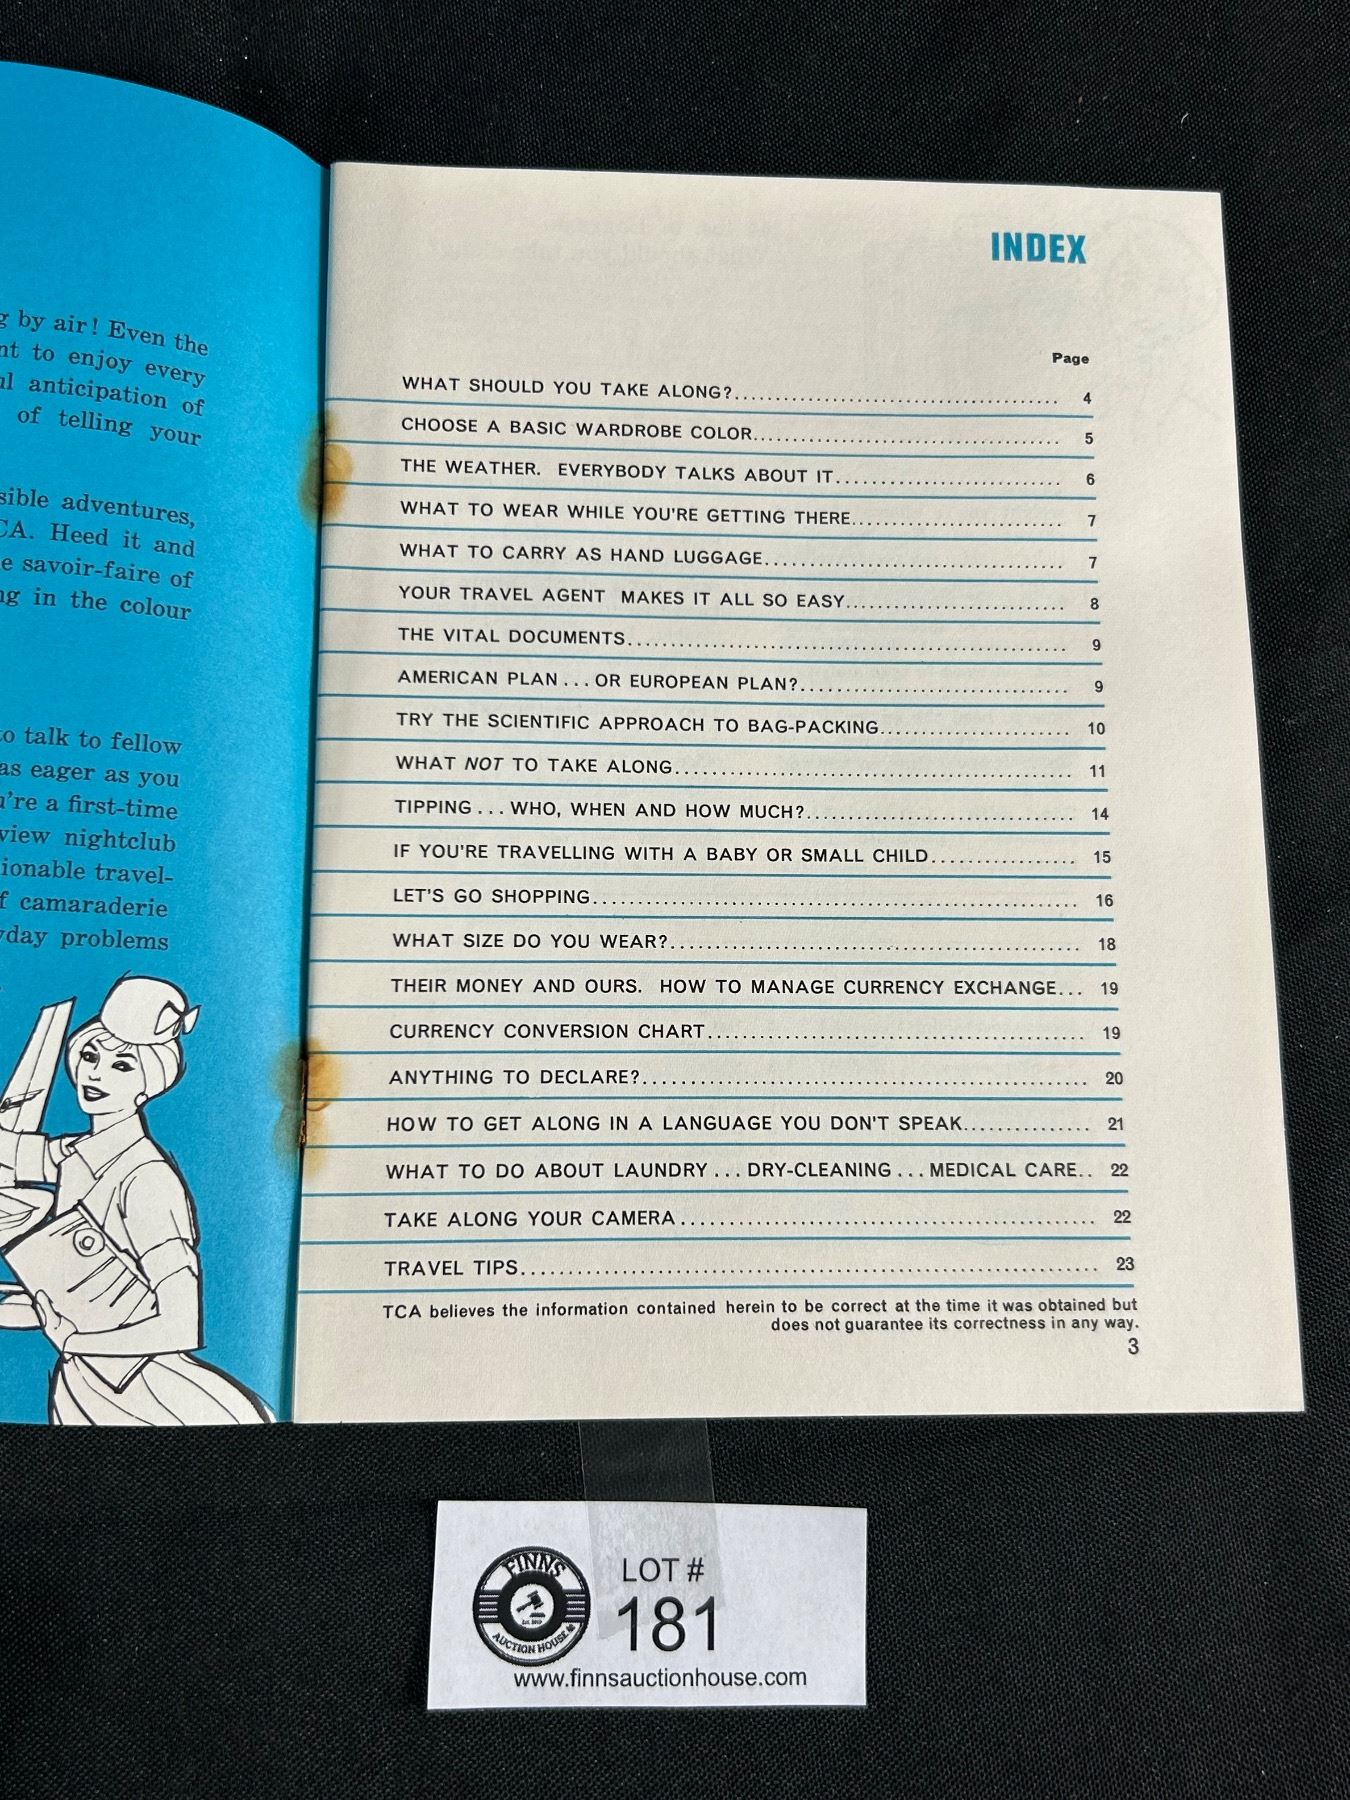 g by air! Even the
nt to enjoy every
ul anticipation of
of telling your
sible adventures,
CA. Heed it and
e savoir-faire of
ng in the colour
to talk to fellow
as eager as you
u're a first-time
view nightclub
ionable travel-
f camaraderie
yday problems
INDEX
Page
WHAT SHOULD YOU TAKE ALONG?.................................... 4
CHOOSE A BASIC WARDROBE COLOR.................................. 5
THE WEATHER. EVERYBODY TALKS ABOUT IT......................... 6
WHAT TO WEAR WHILE YOU'RE GETTING THERE....................... 7
WHAT TO CARRY AS HAND LUGGAGE................................. 7
YOUR TRAVEL AGENT MAKES IT ALL SO EASY........................ 8
THE VITAL DOCUMENTS............................................ 9
AMERICAN PLAN...OR EUROPEAN PLAN?............................. 9
TRY THE SCIENTIFIC APPROACH TO BAG-PACKING.................... 10
WHAT NOT TO TAKE ALONG........................................ 11
TIPPING...WHO, WHEN AND HOW MUCH?............................. 14
IF YOU'RE TRAVELLING WITH A BABY OR SMALL CHILD................ 15
LET'S GO SHOPPING.............................................. 16
WHAT SIZE DO YOU WEAR?......................................... 18
THEIR MONEY AND OURS. HOW TO MANAGE CURRENCY EXCHANGE... 19
CURRENCY CONVERSION CHART...................................... 19
ANYTHING TO DECLARE?........................................... 20
HOW TO GET ALONG IN A LANGUAGE YOU DON'T SPEAK.............. 21
WHAT TO DO ABOUT LAUNDRY...DRY-CLEANING...MEDICAL CARE.. 22
TAKE ALONG YOUR CAMERA......................................... 22
TRAVEL TIPS.................................................... 23
TCA believes the information contained herein to be correct at the time it was obtained but
does not guarantee its correctness in any way.
3
FINNS
AUCTION HOUSE
LOT #
181
www.finnsauctionhouse.com